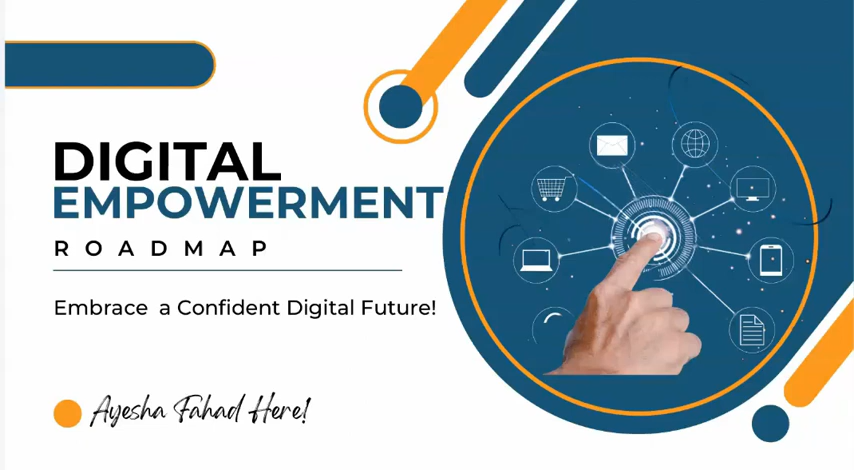 DIGITAL
EMPOWERMENT
ROADMAP
Embrace a Confident Digital Future!
Ayesha Fahad Here!